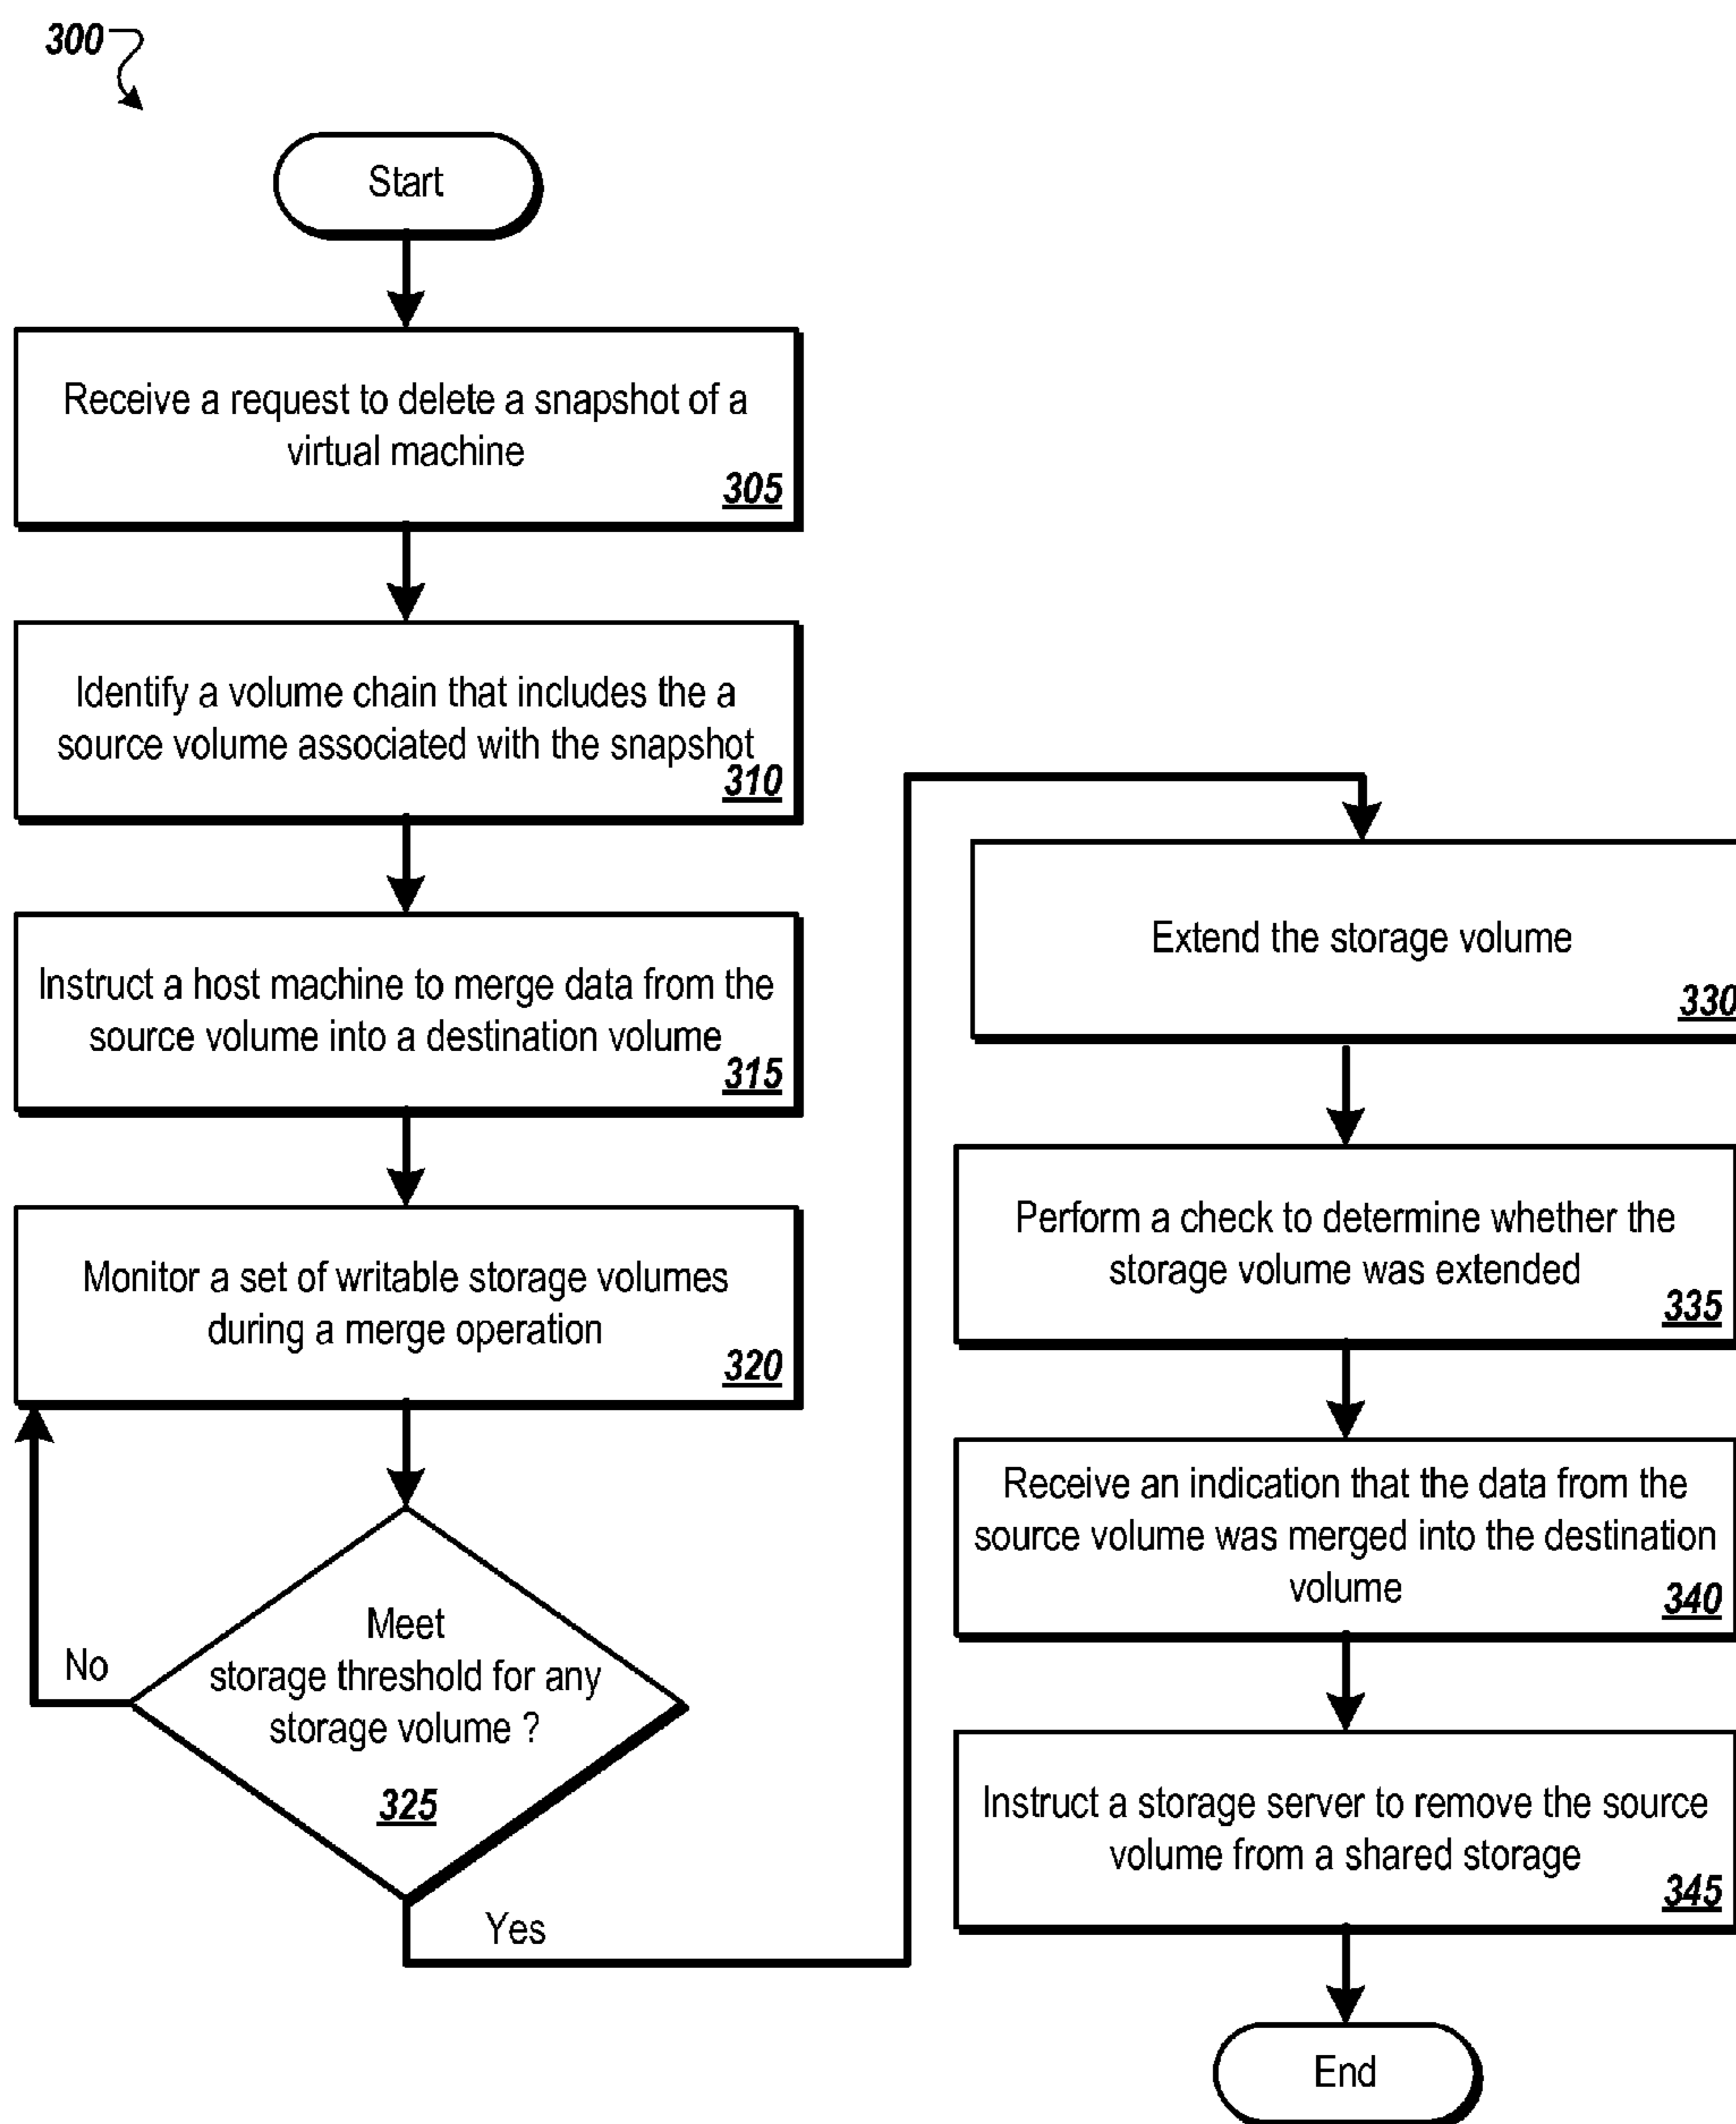 300
Start
Receive a request to delete a snapshot of a
virtual machine
305
Identify a volume chain that includes the a
source volume associated with the snapshot
310
Instruct a host machine to merge data from the
source volume into a destination volume
315
Monitor a set of writable storage volumes
during a merge operation
320
Meet
storage threshold for any
storage volume ?
325
No
Yes
Extend the storage volume
330
Perform a check to determine whether the
storage volume was extended
335
Receive an indication that the data from the
source volume was merged into the destination
volume
340
Instruct a storage server to remove the source
volume from a shared storage
345
End